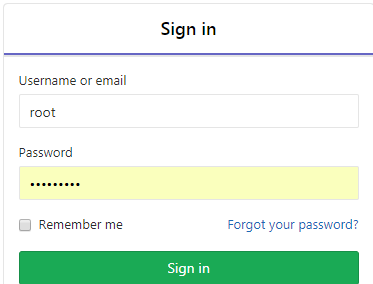 Sign in
Username or email
root
Password
•••••••••
Remember me Forgot your password?
Sign in